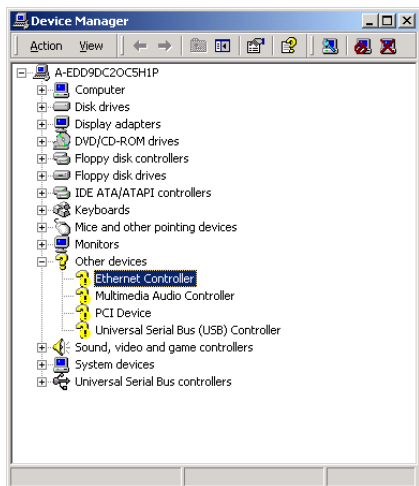 Device Manager
Action View
A-EDD9DC2OC5H1P
Computer
Disk drives
Display adapters
DVD/CD-ROM drives
Floppy disk controllers
Floppy disk drives
IDE ATA/ATAPI controllers
Keyboards
Mice and other pointing devices
Monitors
Other devices
Ethernet Controller
Multimedia Audio Controller
PCI Device
Universal Serial Bus (USB) Controller
Sound, video and game controllers
System devices
Universal Serial Bus controllers